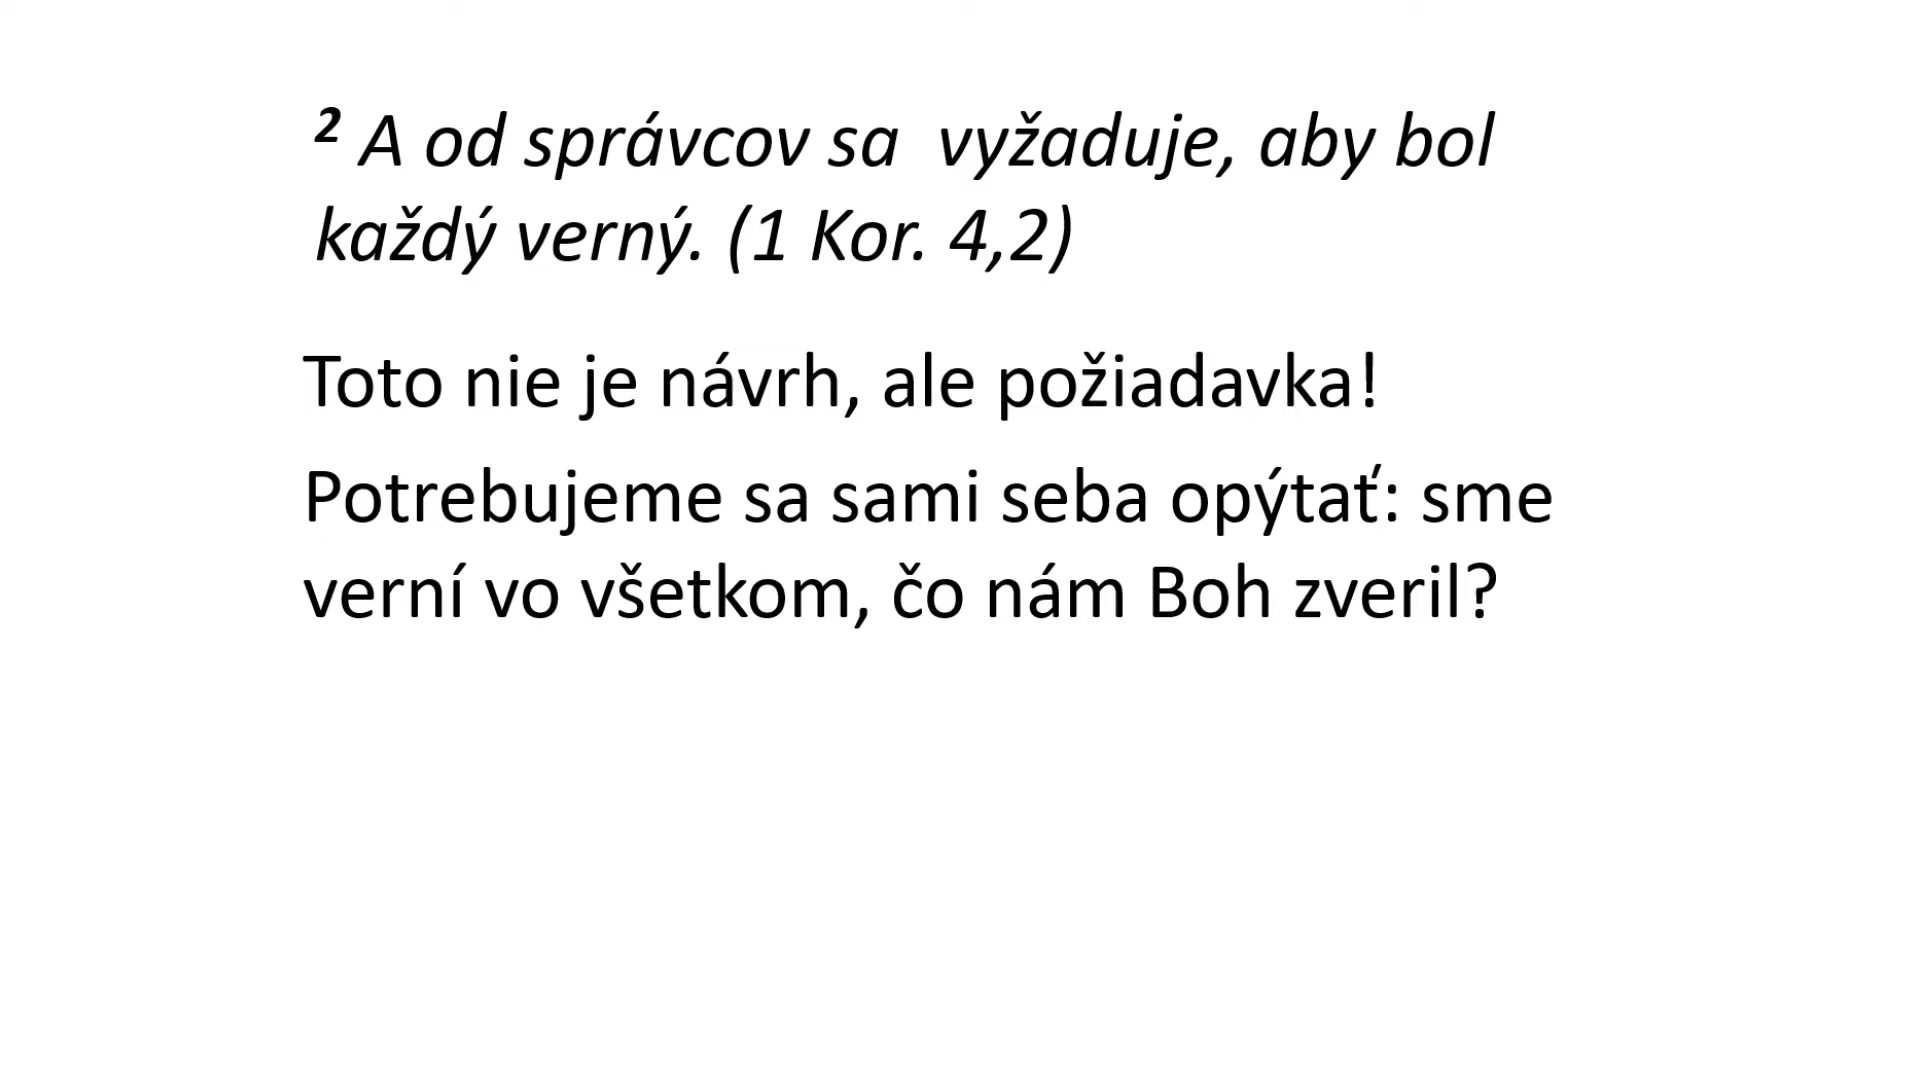 ² A od správcov sa  vyžaduje, aby bol
každý verný. (1 Kor. 4,2)
Toto nie je návrh, ale požiadavka!
Potrebujeme sa sami seba opýtať: sme
verní vo všetkom, čo nám Boh zveril?